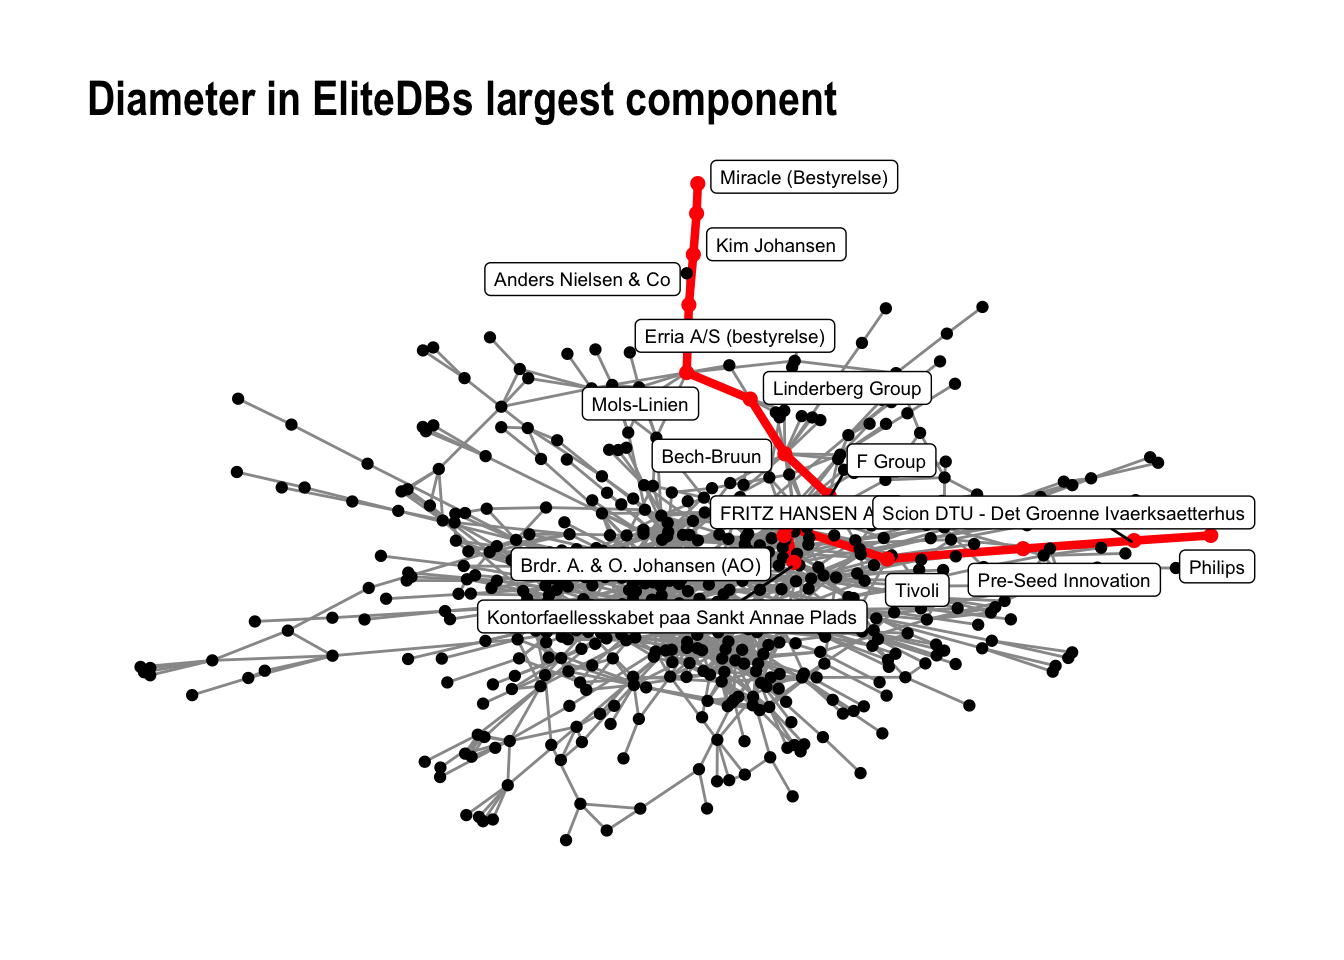 Diameter in EliteDBs largest component
Miracle (Bestyrelse)
Kim Johansen
Anders Nielsen & Co
Erria A/S (bestyrelse)
Linderberg Group
Mols-Linien
Bech-Bruun
F Group
FRITZ HANSEN A
Scion DTU - Det Groenne Ivaerksaetterhus
Brdr. A. & O. Johansen (AO)
Philips
Pre-Seed Innovation
Tivoli
Kontorfaellesskabet paa Sankt Annae Plads